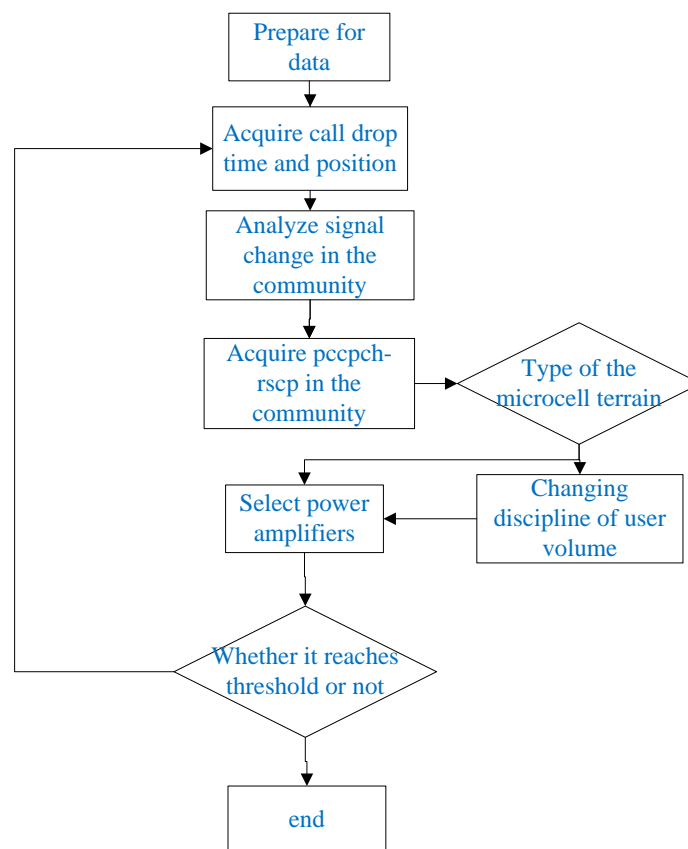 Prepare for
data
Acquire call drop
time and position
Analyze signal
change in the
community
Acquire pccpch-
rscp in the
community
Type of the
microcell terrain
Select power
amplifiers
Changing
discipline of user
volume
Whether it reaches
threshold or not
end